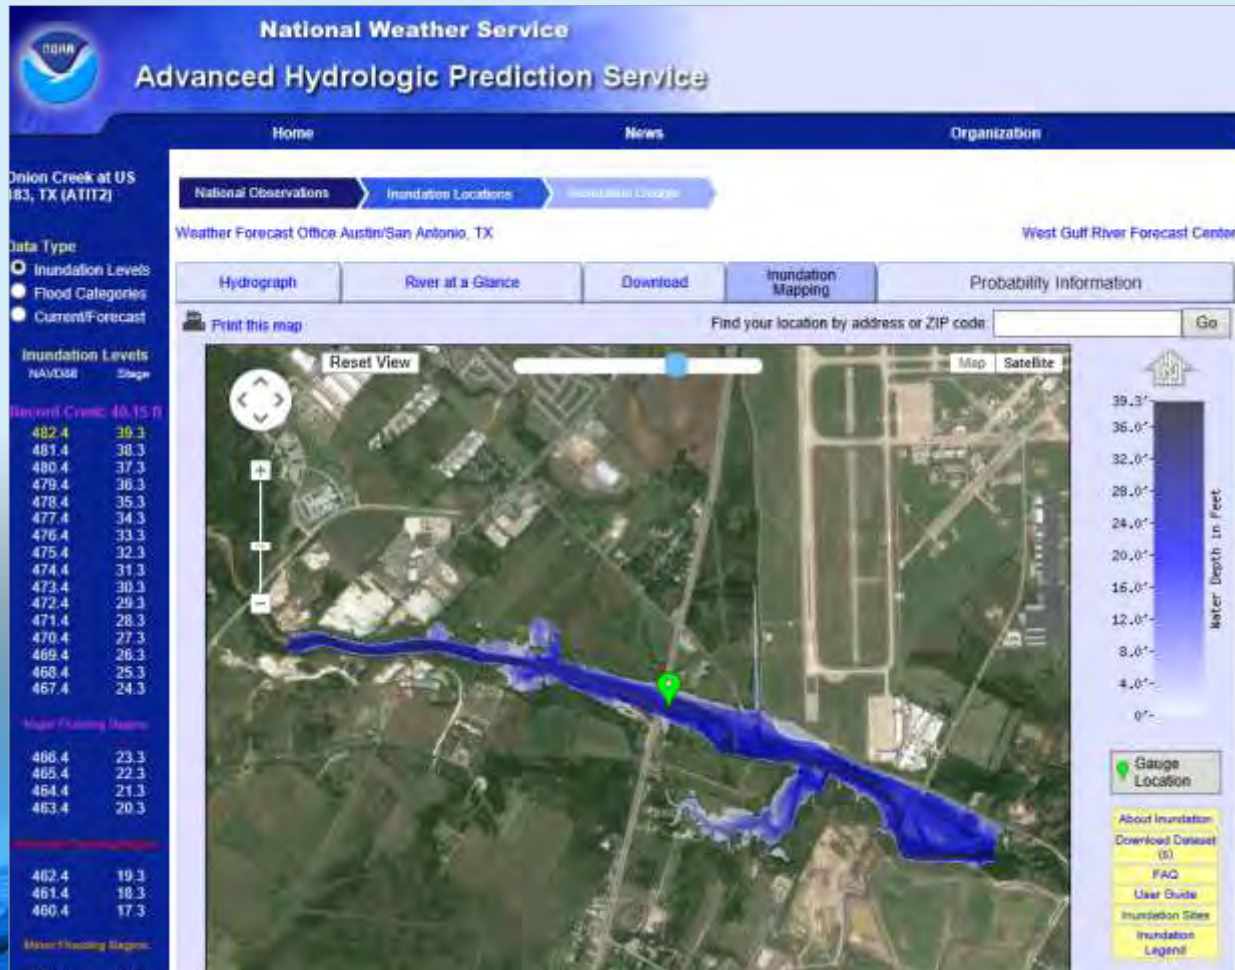 NOAA
National Weather Service
Advanced Hydrologic Prediction Service
Home News Organization
Onion Creek at US
183, TX (ATIT2)
Data Type
Inundation Levels
Flood Categories
Current/Forecast
Inundation Levels
NAVD88 Stage
Record Crest: 40.15 ft
482.4 39.3
481.4 38.3
480.4 37.3
479.4 36.3
478.4 35.3
477.4 34.3
476.4 33.3
475.4 32.3
474.4 31.3
473.4 30.3
472.4 29.3
471.4 28.3
470.4 27.3
469.4 26.3
468.4 25.3
467.4 24.3
Major Flooding Begins
466.4 23.3
465.4 22.3
464.4 21.3
463.4 20.3
Moderate Flooding Begins
462.4 19.3
461.4 18.3
460.4 17.3
Minor Flooding Begins
National Observations Inundation Locations
Weather Forecast Office Austin/San Antonio, TX West Gulf River Forecast Center
Hydrograph River at a Glance Download Inundation Mapping Probability Information
Print this map Find your location by address or ZIP code: Go
Reset View Map Satellite
39.3'-
36.0'-
32.0'-
28.0'-
24.0'-
20.0'-
16.0'-
12.0'-
8.0'-
4.0'-
0'-
Water Depth in Feet
Gauge
Location
About Inundation
Download Dataset
(s)
FAQ
User Guide
Inundation Sites
Inundation
Legend